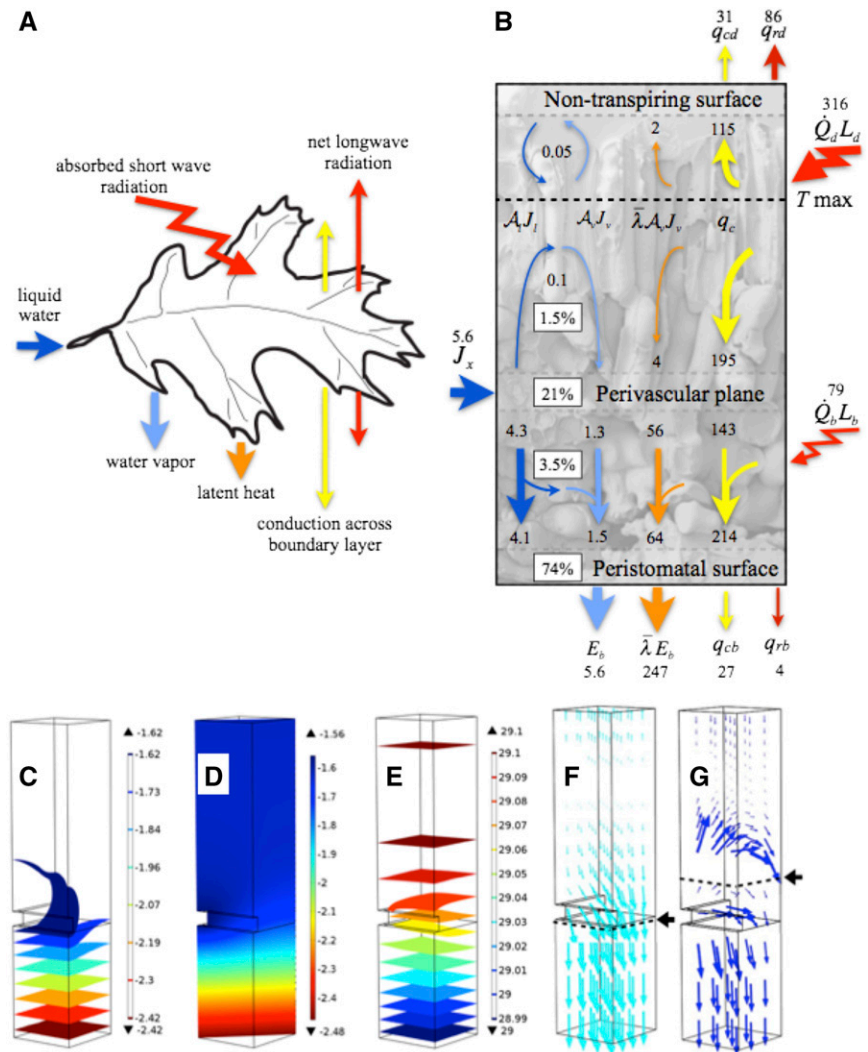 A
B
absorbed short wave
radiation
net longwave
radiation
liquid
water
water vapor
latent heat
conduction across
boundary layer
31
q_cd
86
q_rd
Non-transpiring surface
316
Q̇_d L_d
0.05
2
115
T max
𝒜_l J_l
𝒜_v J_v
λ̄ 𝒜_v J_v
q_c
0.1
1.5%
5.6
J_x
4
195
21%
Perivascular plane
79
Q̇_b L_b
4.3
1.3
56
143
3.5%
4.1
1.5
64
214
74%
Peristomatal surface
E_b
λ̄ E_b
q_cb
q_rb
5.6
247
27
4
C
-1.62
-1.62
-1.73
-1.84
-1.96
-2.07
-2.19
-2.3
-2.42
-2.42
D
-1.56
-1.6
-1.7
-1.8
-1.9
-2
-2.1
-2.2
-2.3
-2.4
-2.48
E
29.1
29.1
29.09
29.08
29.07
29.06
29.04
29.03
29.02
29.01
29
28.99
29
F
G